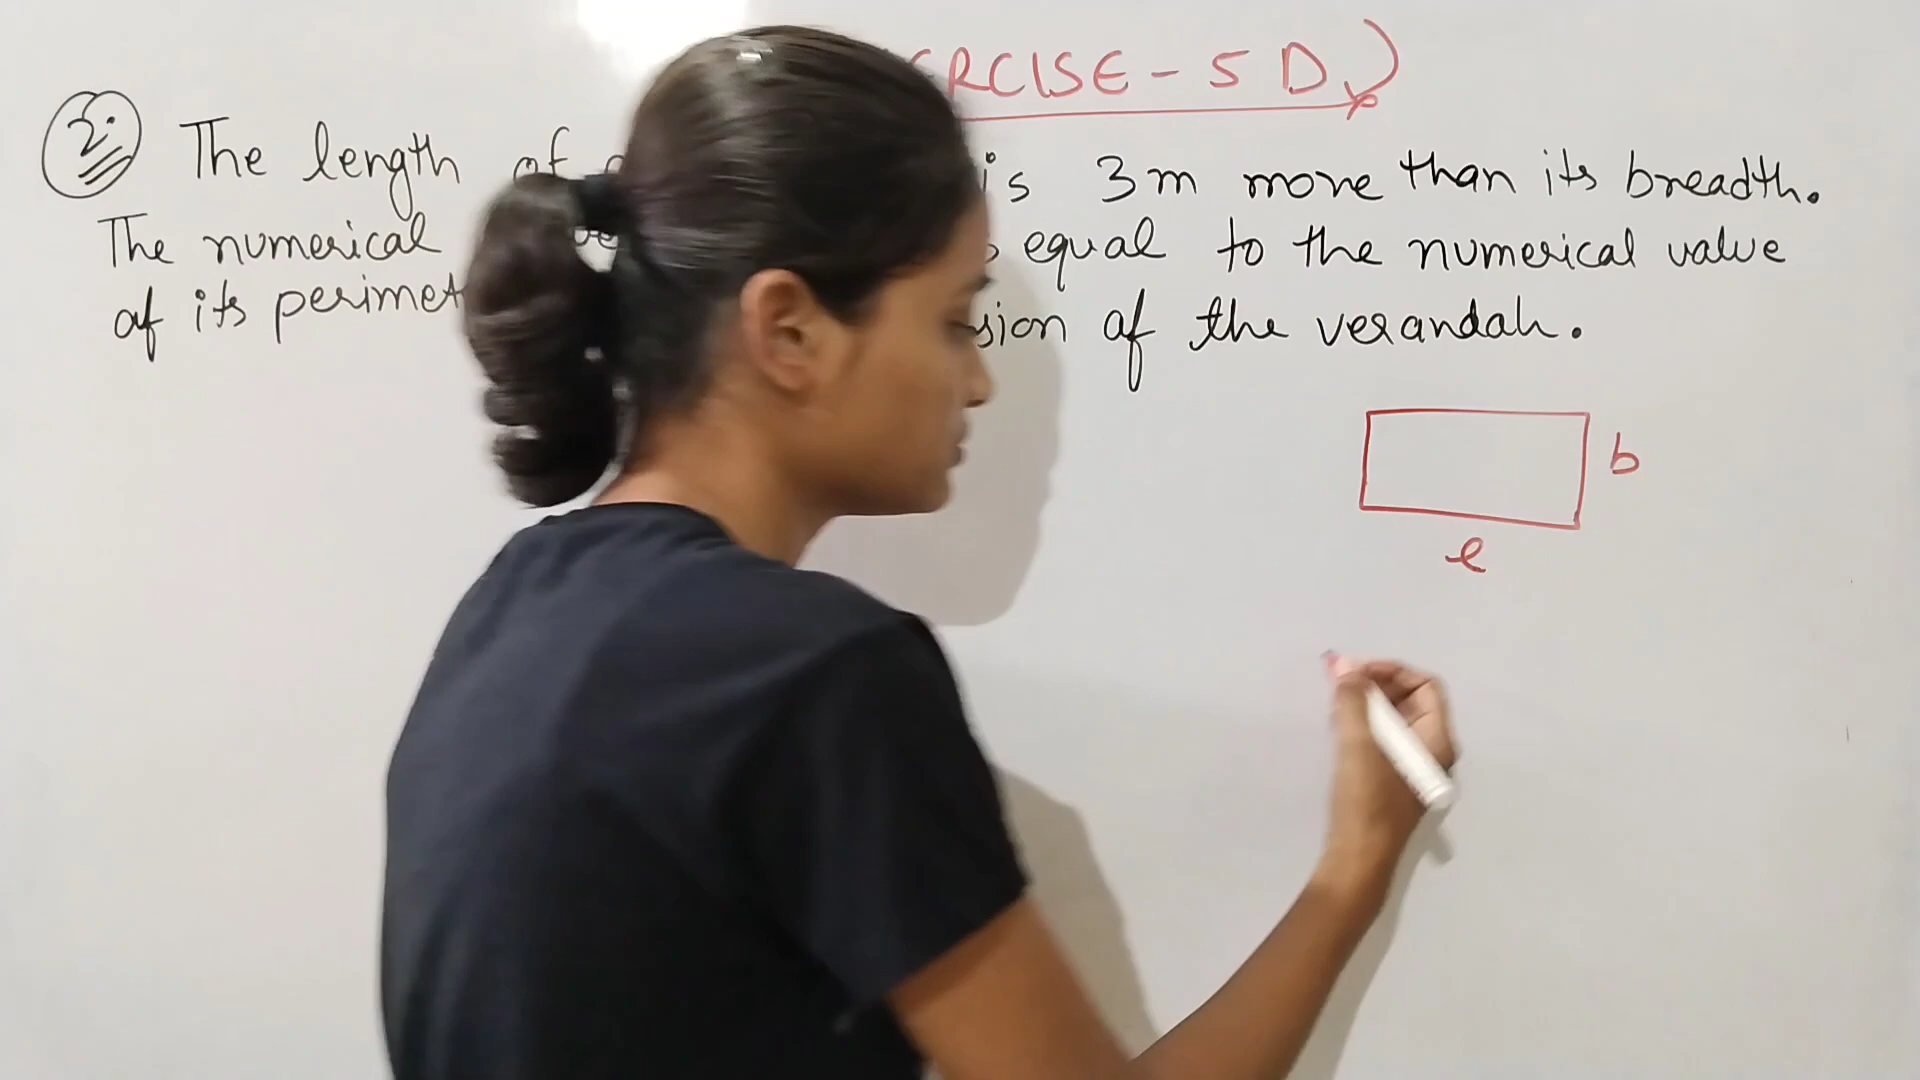 RCISE - 5 D
2. The length of is 3m more than its breadth.
The numerical equal to the numerical value
of its perimet sion of the verandah.
b
l